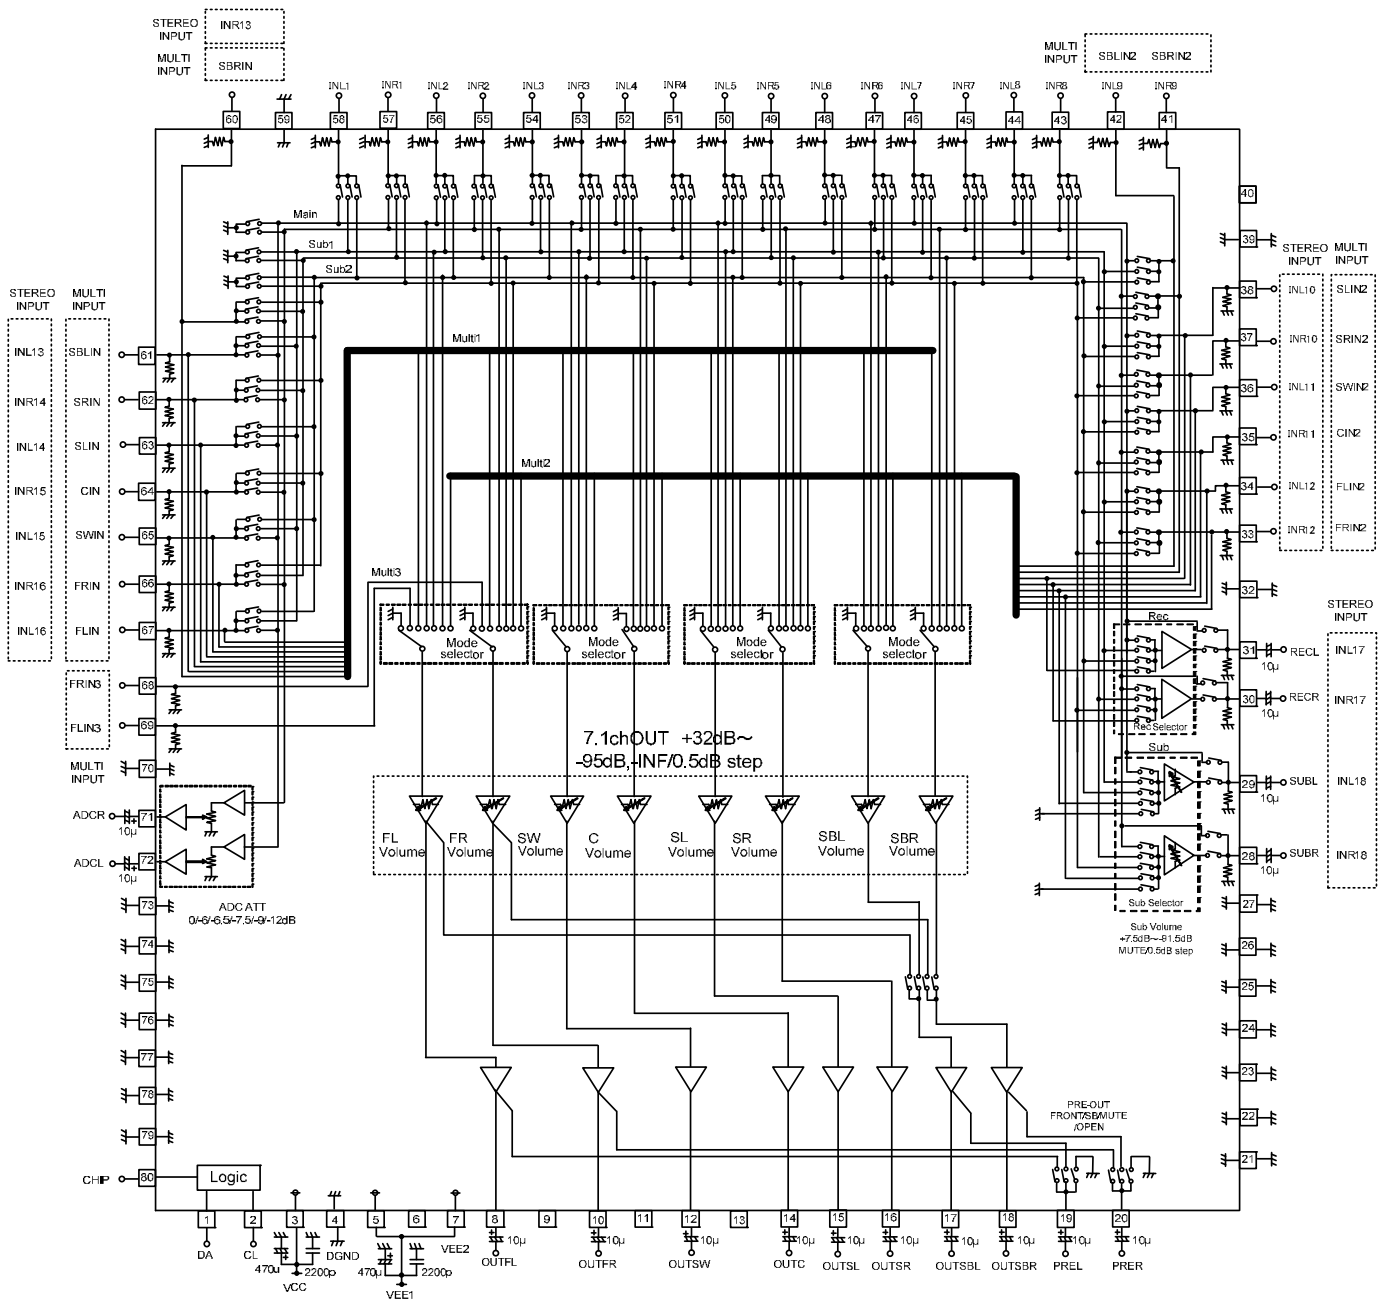 STEREO
INPUT
INR13
MULTI
INPUT
SBRIN
MULTI
INPUT
SBLIN2 SBRIN2
INL1 INR1 INL2 INR2 INL3 INR3 INL4 INR4 INL5 INR5 INL6 INR6 INL7 INR7 INL8 INR8 INL9 INR9
60 59 58 57 56 55 54 53 52 51 50 49 48 47 46 45 44 43 42 41
Main
Sub1
Sub2
Multi1
Multi2
Multi3
STEREO
INPUT
MULTI
INPUT
INL13 SBLIN 61
INR14 SRIN 62
INL14 SLIN 63
INR15 CIN 64
INL15 SWIN 65
INR16 FRIN 66
INL16 FLIN 67
FRIN3 68
FLIN3 69
MULTI
INPUT
70
ADCR 10µ + 71
ADCL 10µ + 72
ADC ATT
0/-6/-6.5/-7.5/-9/-12dB
73
74
75
76
77
78
79
CHIP 80
Logic
40
39
STEREO
INPUT
MULTI
INPUT
38 INL10 SLIN2
37 INR10 SRIN2
36 INL11 SWIN2
35 INR11 CIN2
34 INL12 FLIN2
33 INR12 FRIN2
32
STEREO
INPUT
Rec
31 10µ RECL INL17
30 10µ RECR INR17
Rec Selector
Sub
29 10µ SUBL INL18
28 10µ SUBR INR18
Sub Selector
Sub Volume
+7.5dB～-81.5dB
MUTE/0.5dB step
27
26
25
24
23
22
21
Mode
selector
Mode
selector
Mode
selector
Mode
selector
7.1chOUT +32dB～
-95dB,-INF/0.5dB step
FL
Volume
FR
Volume
SW
Volume
C
Volume
SL
Volume
SR
Volume
SBL
Volume
SBR
Volume
PRE-OUT
FRONT/SB/MUTE
/OPEN
1 2 3 4 5 6 7 8 9 10 11 12 13 14 15 16 17 18 19 20
DA CL
470u + 2200p
VCC
DGND
470µ + 2200p
VEE1
VEE2
10µ 10µ 10µ 10µ 10µ 10µ 10µ 10µ 10µ 10µ
OUTFL OUTFR OUTSW OUTC OUTSL OUTSR OUTSBL OUTSBR PREL PRER